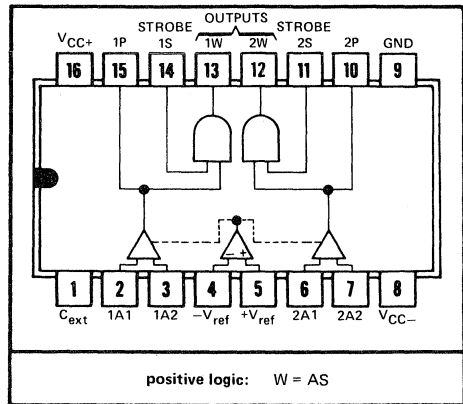 OUTPUTS
STROBE STROBE
VCC+ 1P 1S 1W 2W 2S 2P GND
16 15 14 13 12 11 10 9
− +
1 2 3 4 5 6 7 8
Cext 1A1 1A2 −Vref +Vref 2A1 2A2 VCC−
positive logic: W = AS